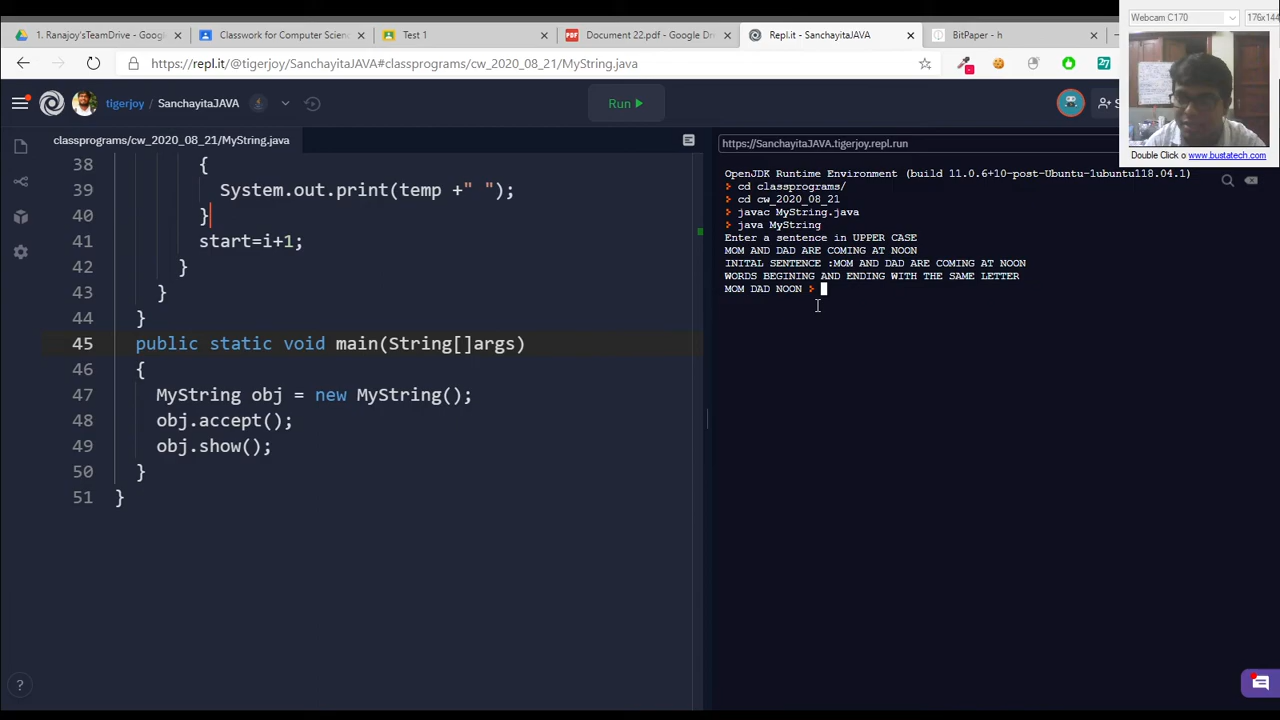 Webcam C170
176x144
1. Ranajoy'sTeamDrive - Google
Classwork for Computer Scienc
Test 1
Document 22.pdf - Google Dri
Repl.it - SanchayitaJAVA
BitPaper - h
https://repl.it/@tigerjoy/SanchayitaJAVA#classprograms/cw_2020_08_21/MyString.java
27
tigerjoy / SanchayitaJAVA
Run
S
Double Click o www.bustatech.com
classprograms/cw_2020_08_21/MyString.java
https://SanchayitaJAVA.tigerjoy.repl.run
38 {
39 System.out.print(temp +" ");
40 }
41 start=i+1;
42 }
43 }
44 }
45 public static void main(String[]args)
46 {
47 MyString obj = new MyString();
48 obj.accept();
49 obj.show();
50 }
51 }
OpenJDK Runtime Environment (build 11.0.6+10-post-Ubuntu-1ubuntu118.04.1)
cd classprograms/
cd cw_2020_08_21
javac MyString.java
java MyString
Enter a sentence in UPPER CASE
MOM AND DAD ARE COMING AT NOON
INITAL SENTENCE :MOM AND DAD ARE COMING AT NOON
WORDS BEGINING AND ENDING WITH THE SAME LETTER
MOM DAD NOON
?